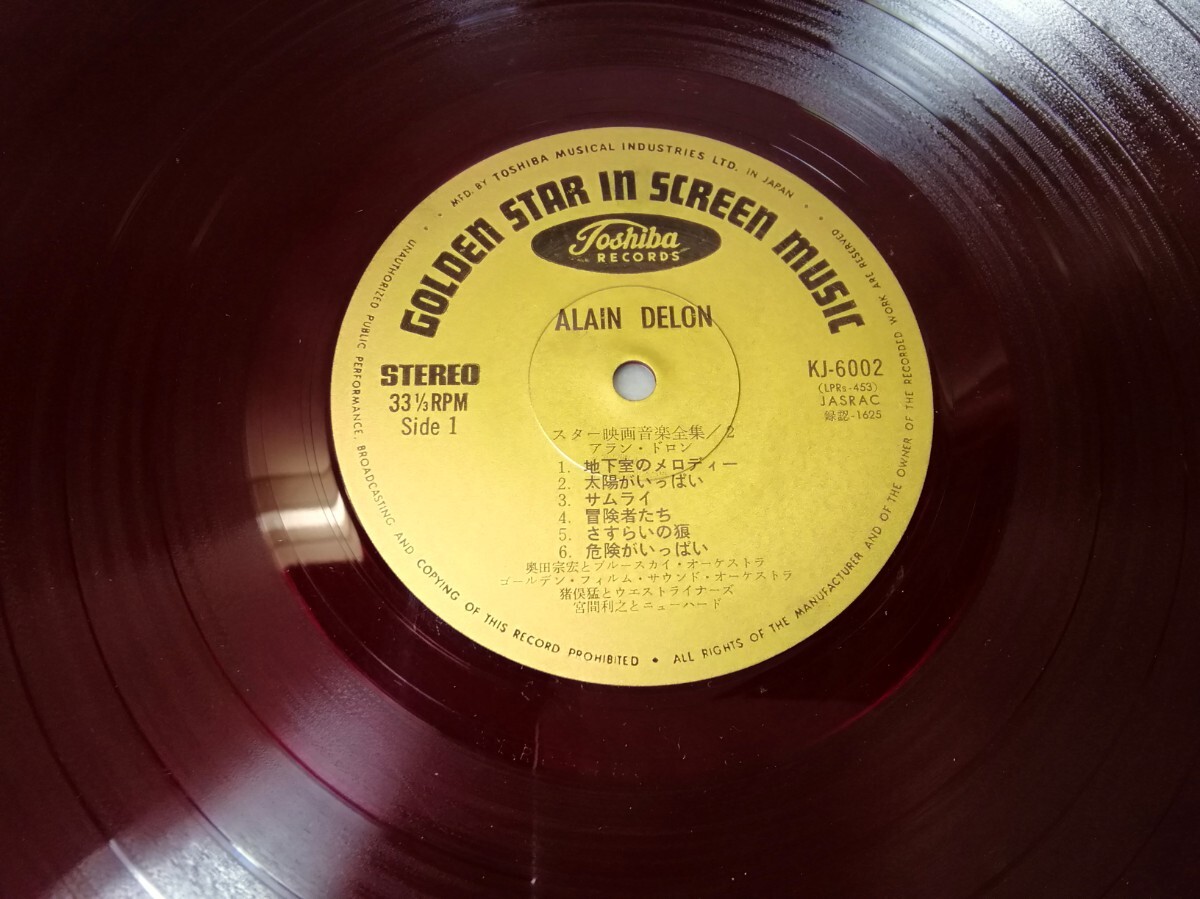 MFD. BY TOSHIBA MUSICAL INDUSTRIES LTD. IN JAPAN
GOLDEN STAR IN SCREEN MUSIC
Toshiba
RECORDS
ALAIN DELON
STEREO
33 1/3 RPM
Side 1
KJ-6002
(LPRs-453)
JASRAC
録認-1625
スター映画音楽全集/2
アラン・ドロン
1. 地下室のメロディー
2. 太陽がいっぱい
3. サムライ
4. 冒険者たち
5. さすらいの狼
6. 危険がいっぱい
奥田宗宏とブルースカイ・オーケストラ
ゴールデン・フィルム・サウンド・オーケストラ
猪俣猛とウエストライナーズ
宮間利之とニューハード
UNAUTHORIZED PUBLIC PERFORMANCE, BROADCASTING AND COPYING OF THIS RECORD PROHIBITED • ALL RIGHTS OF THE MANUFACTURER AND OF THE OWNER OF THE RECORDED WORK ARE RESERVED